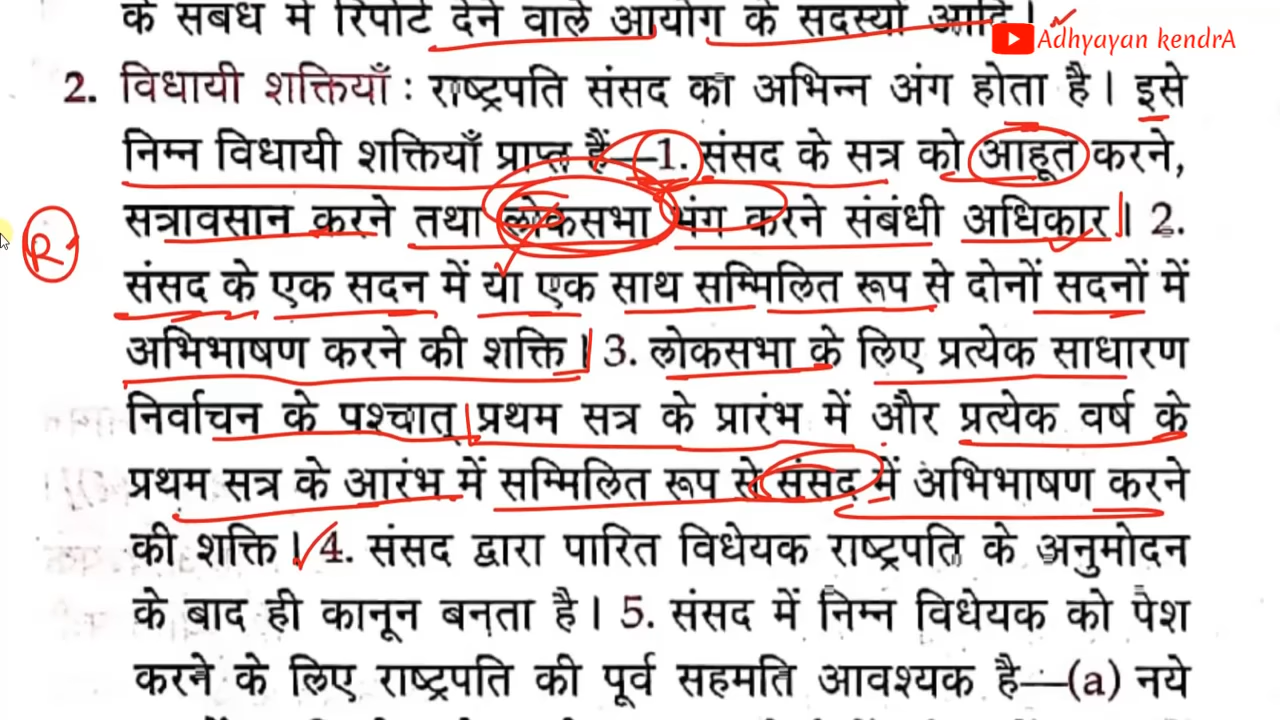 के संबंध में रिपोर्ट देने वाले आयोग के सदस्यों आदि।
Adhyayan kendrA
2. विधायी शक्तियाँ : राष्ट्रपति संसद का अभिन्न अंग होता है। इसे
निम्न विधायी शक्तियाँ प्राप्त हैं—1. संसद के सत्र को आहूत करने,
सत्रावसान करने तथा लोकसभा भंग करने संबंधी अधिकार। 2.
R
संसद के एक सदन में या एक साथ सम्मिलित रूप से दोनों सदनों में
अभिभाषण करने की शक्ति। 3. लोकसभा के लिए प्रत्येक साधारण
निर्वाचन के पश्चात् प्रथम सत्र के प्रारंभ में और प्रत्येक वर्ष के
प्रथम सत्र के आरंभ में सम्मिलित रूप से संसद में अभिभाषण करने
की शक्ति। 4. संसद द्वारा पारित विधेयक राष्ट्रपति के अनुमोदन
के बाद ही कानून बनता है। 5. संसद में निम्न विधेयक को पेश
करने के लिए राष्ट्रपति की पूर्व सहमति आवश्यक है—(a) नये